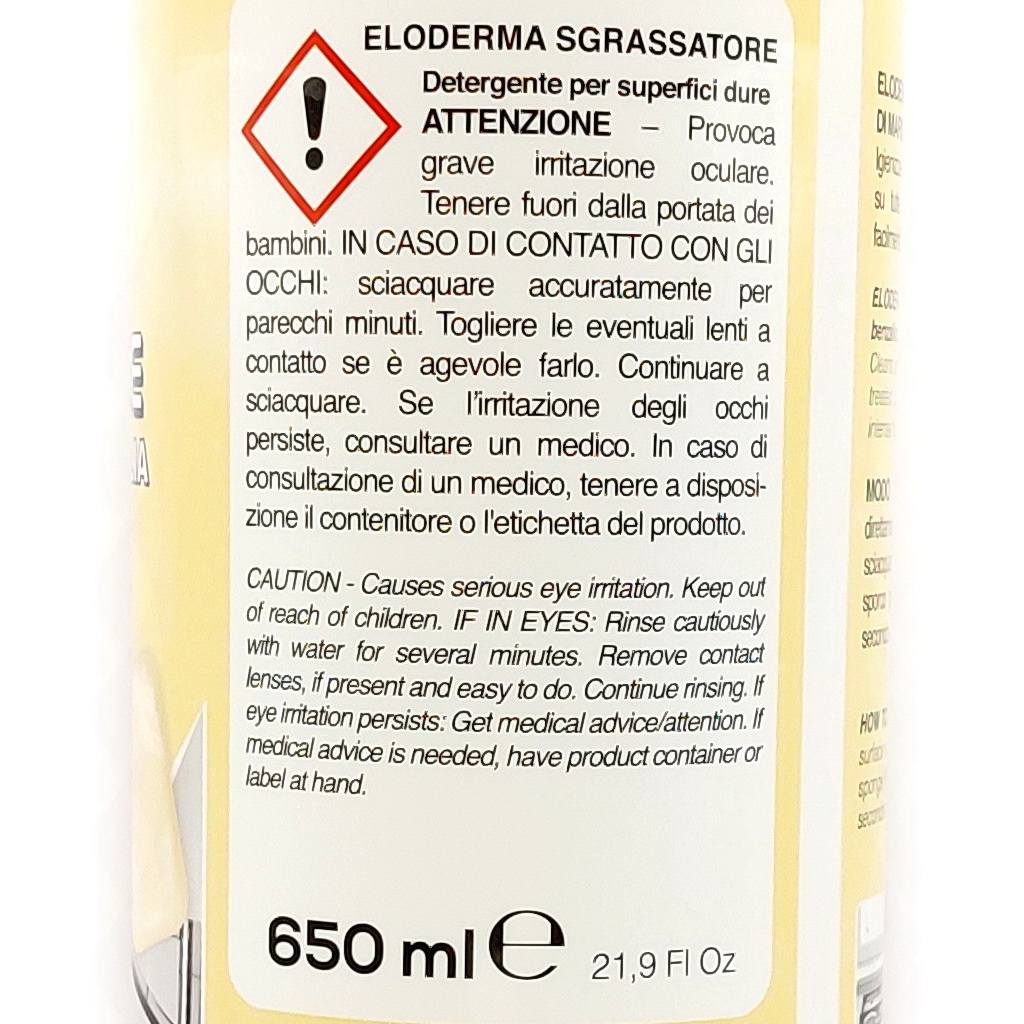 ELODERMA SGRASSATORE
Detergente per superfici dure
ATTENZIONE – Provoca
grave irritazione oculare.
Tenere fuori dalla portata dei
bambini. IN CASO DI CONTATTO CON GLI
OCCHI: sciacquare accuratamente per
parecchi minuti. Togliere le eventuali lenti a
contatto se è agevole farlo. Continuare a
sciacquare. Se l'irritazione degli occhi
persiste, consultare un medico. In caso di
consultazione di un medico, tenere a disposi-
zione il contenitore o l'etichetta del prodotto.
CAUTION - Causes serious eye irritation. Keep out
of reach of children. IF IN EYES: Rinse cautiously
with water for several minutes. Remove contact
lenses, if present and easy to do. Continue rinsing. If
eye irritation persists: Get medical advice/attention. If
medical advice is needed, have product container or
label at hand.
650 ml e 21,9 Fl Oz
E
DI
su
MODO
HOW